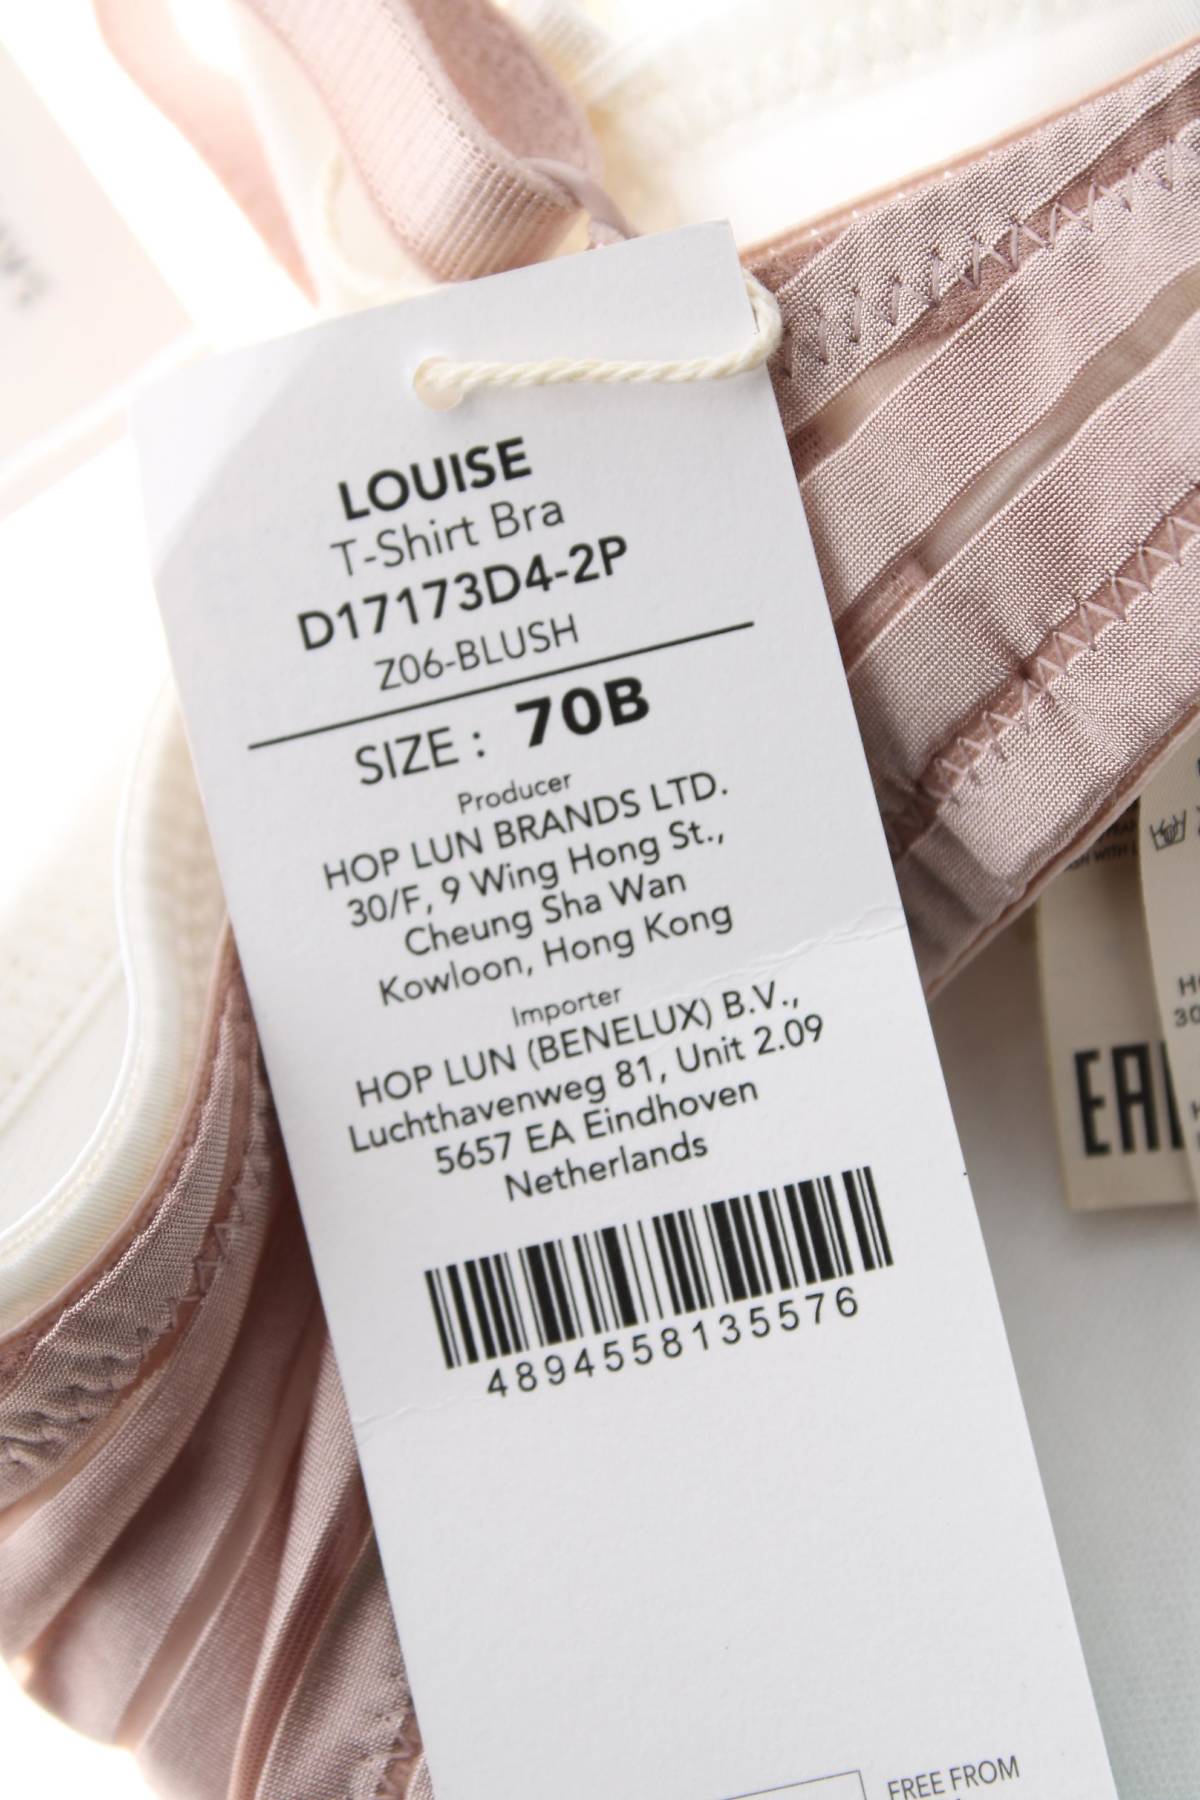 LOUISE
T-Shirt Bra
D17173D4-2P
Z06-BLUSH
SIZE : 70B
Producer
HOP LUN BRANDS LTD.
30/F, 9 Wing Hong St.,
Cheung Sha Wan
Kowloon, Hong Kong
Importer
HOP LUN (BENELUX) B.V.,
Luchthavenweg 81, Unit 2.09
5657 EA Eindhoven
Netherlands
4894558135576
FREE FROM
WITH
30